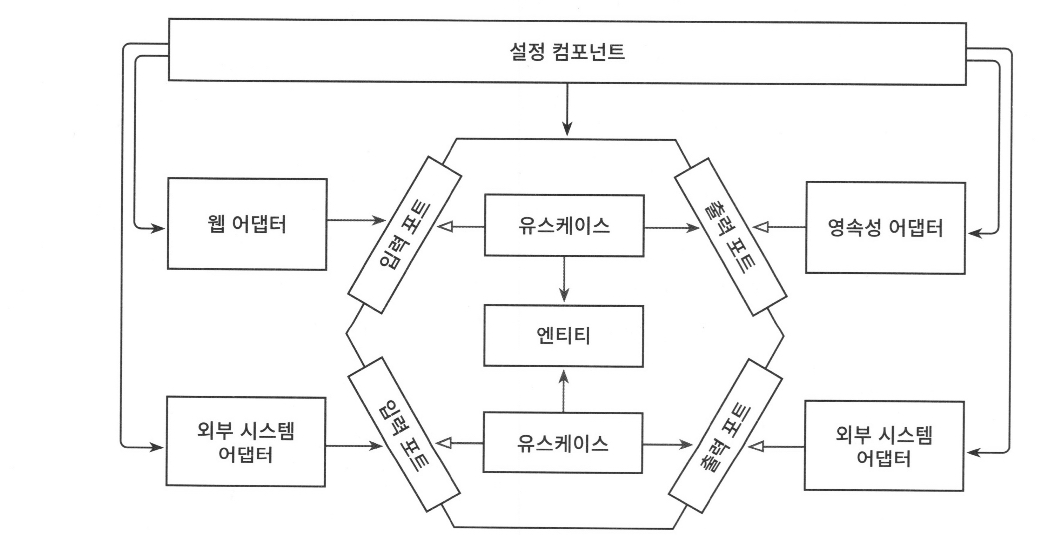 설정 컴포넌트
웹 어댑터
입력 포트
유스케이스
출력 포트
영속성 어댑터
엔티티
외부 시스템
어댑터
입력 포트
유스케이스
출력 포트
외부 시스템
어댑터